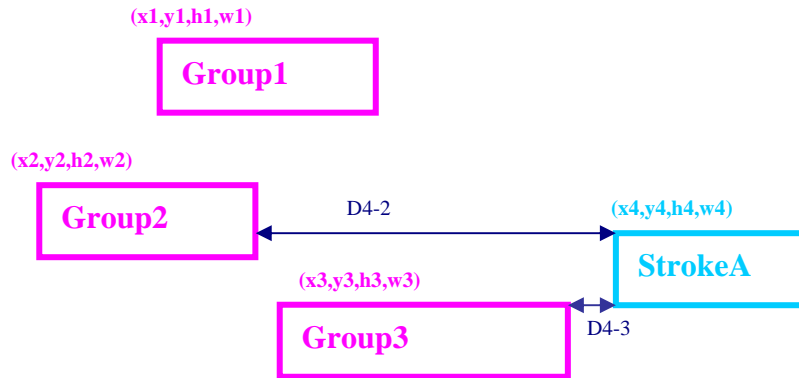 (x1,y1,h1,w1)
Group1
(x2,y2,h2,w2)
Group2
D4-2
(x4,y4,h4,w4)
StrokeA
(x3,y3,h3,w3)
Group3
D4-3